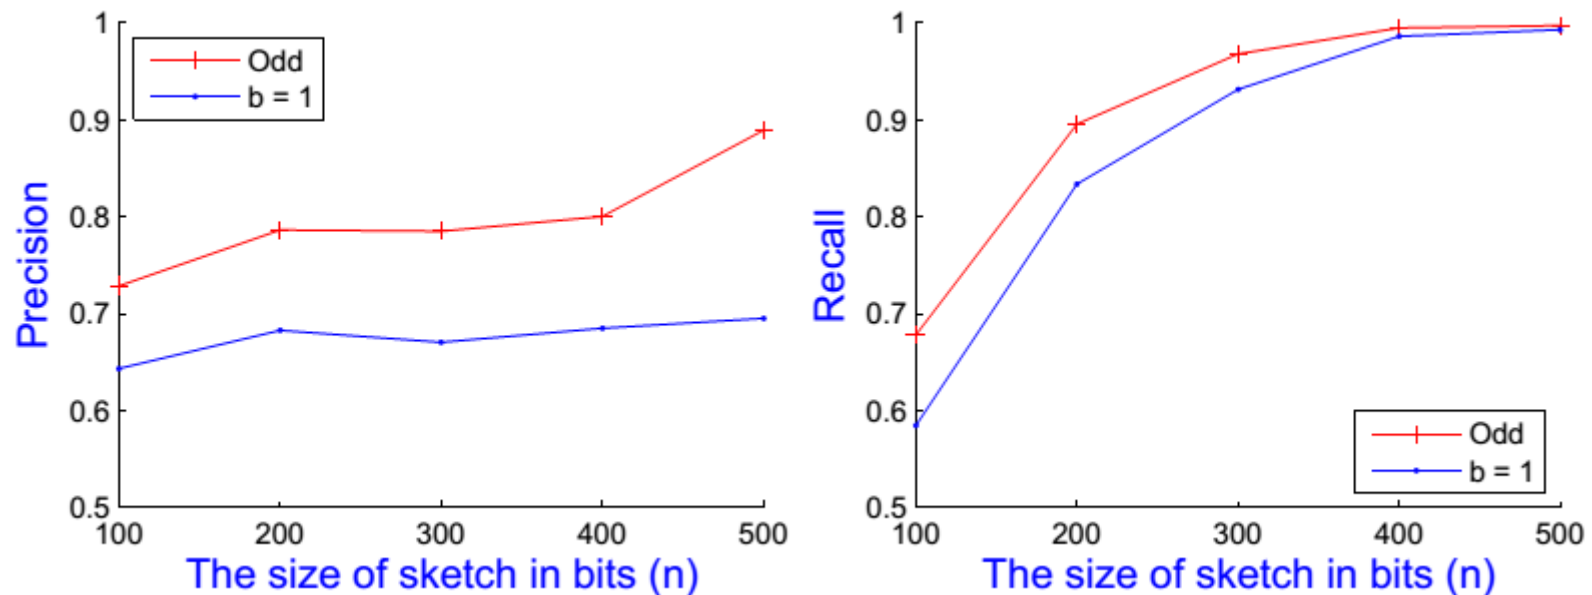 1
0.9
0.8
0.7
0.6
0.5
Precision
Odd
b = 1
100 200 300 400 500
The size of sketch in bits (n)
1
0.9
0.8
0.7
0.6
0.5
Recall
Odd
b = 1
100 200 300 400 500
The size of sketch in bits (n)